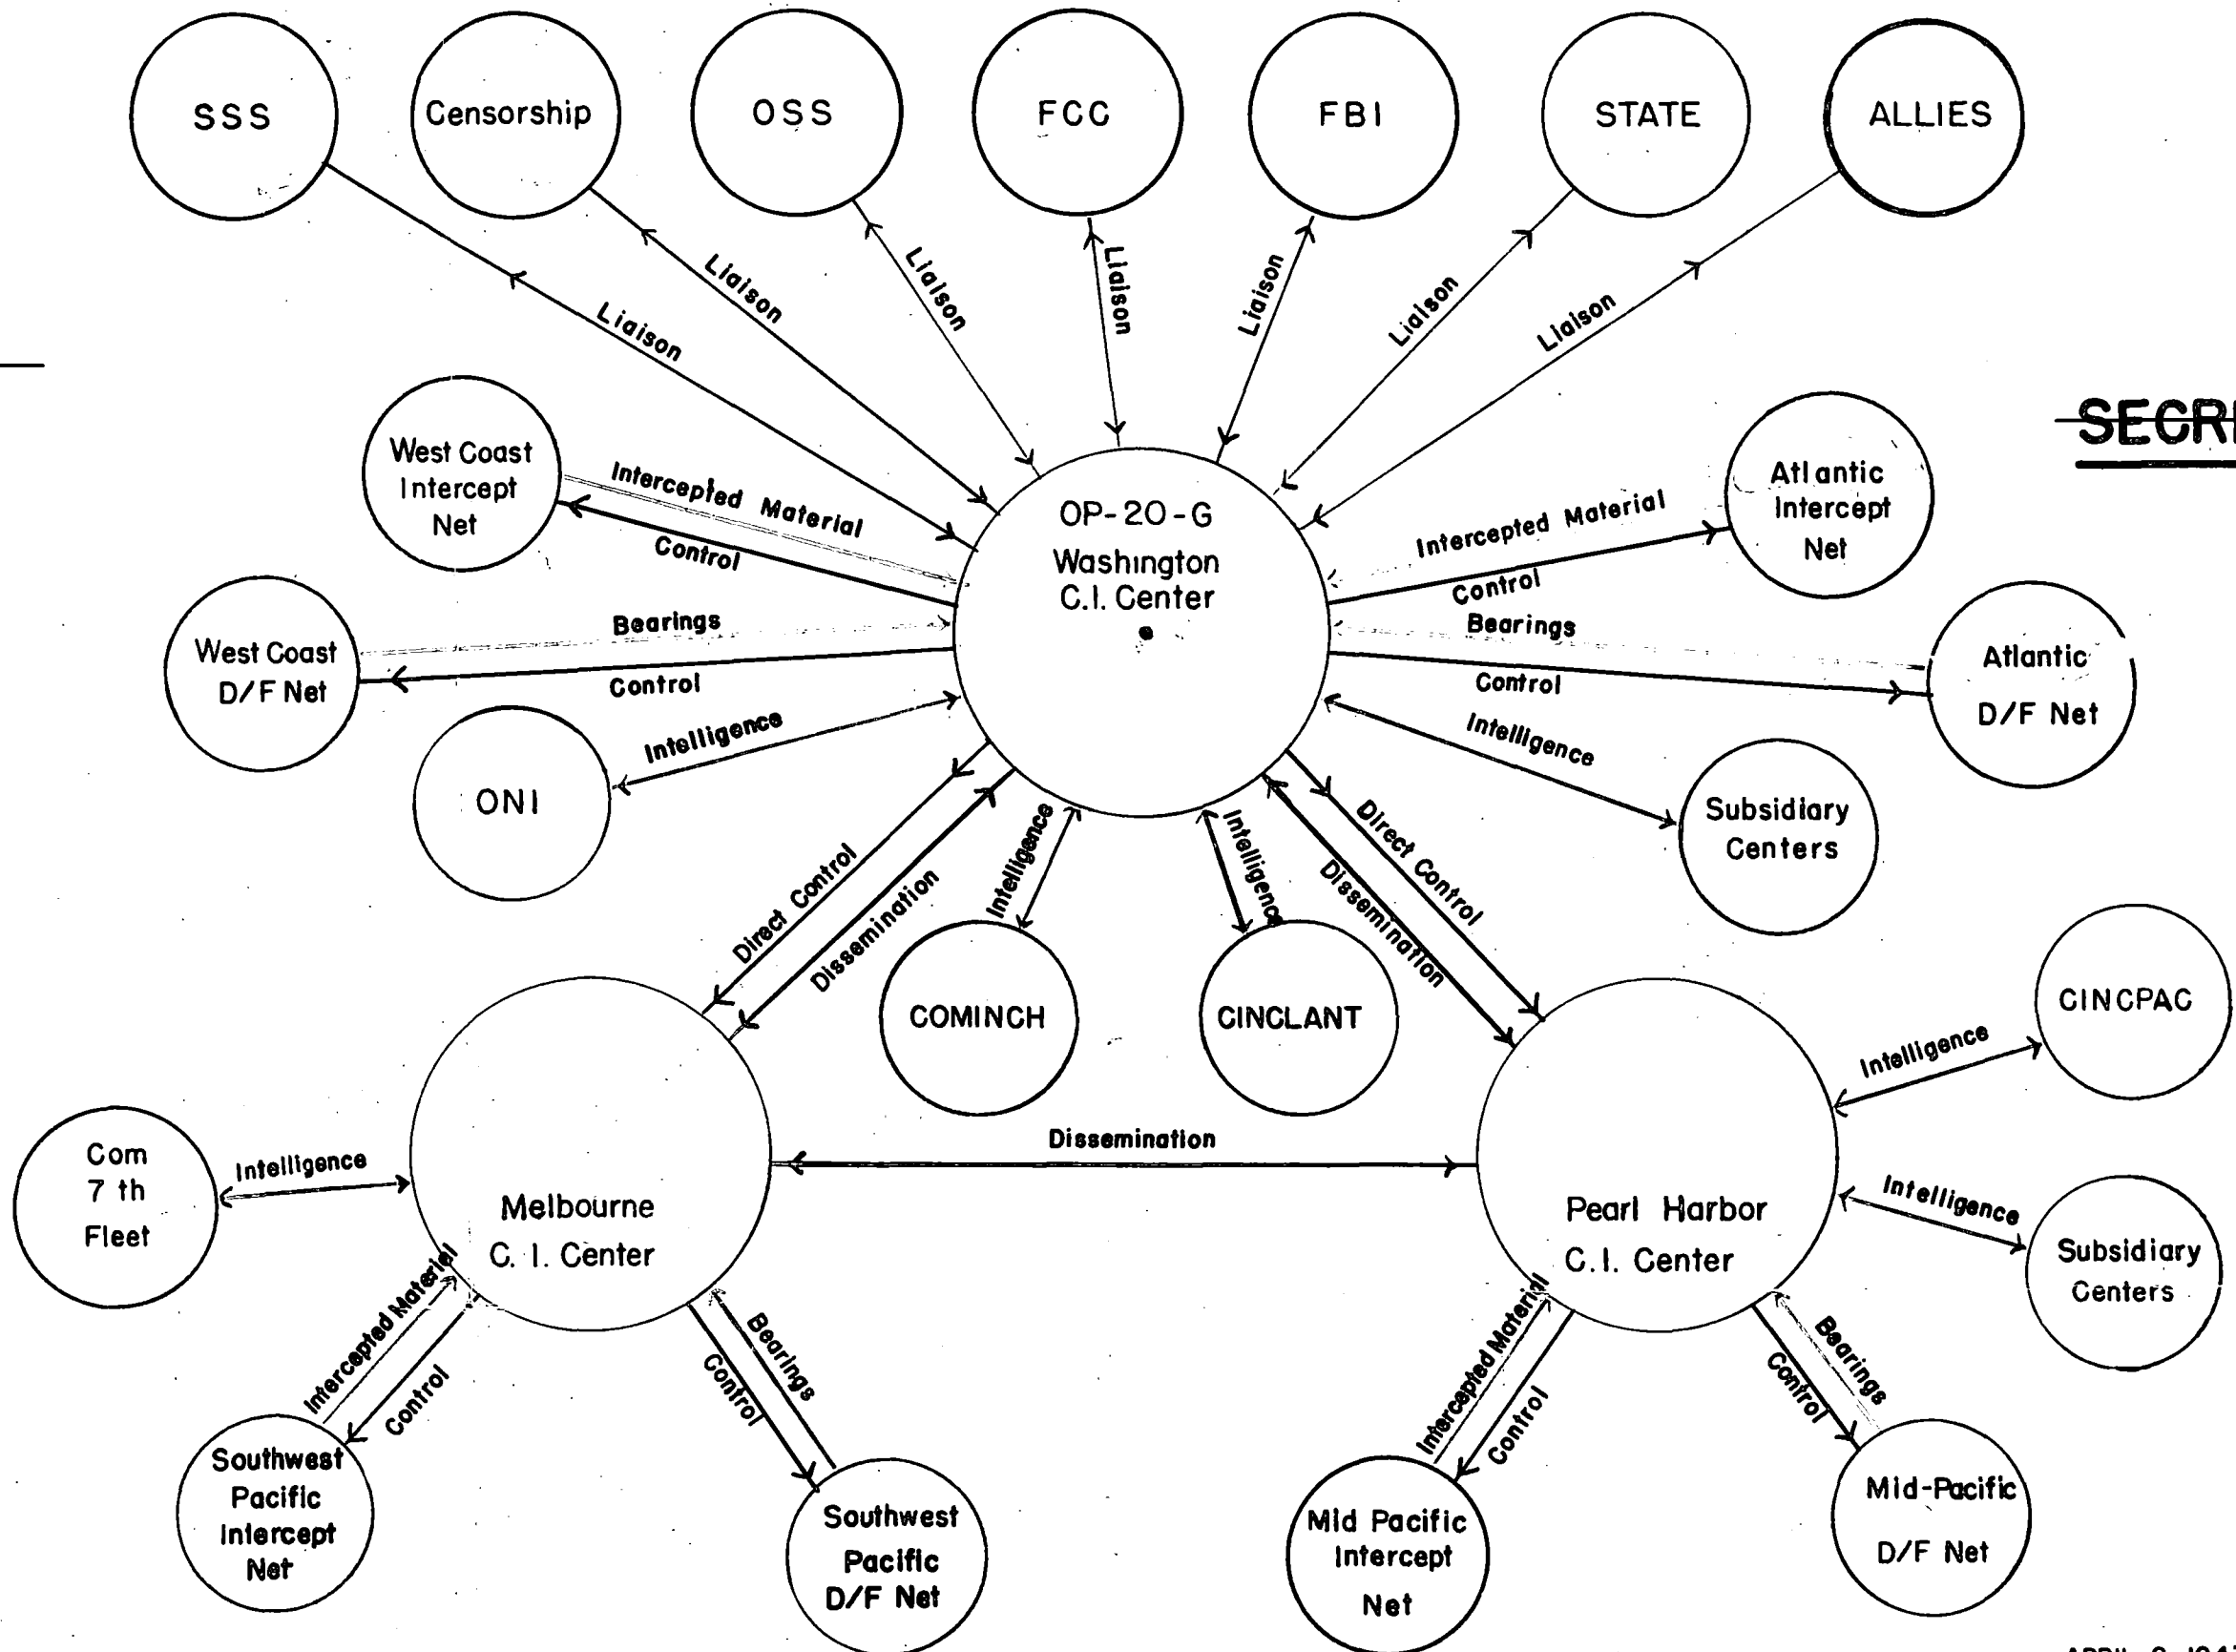 SSS
Censorship
OSS
FCC
FBI
STATE
ALLIES
Liaison
Liaison
Liaison
Liaison
Liaison
Liaison
Liaison
West Coast
Intercept
Net
Intercepted Material
Control
OP-20-G
Washington
C.I. Center
Intercepted Material
Control
Atlantic
Intercept
Net
West Coast
D/F Net
Bearings
Control
Bearings
Control
Atlantic
D/F Net
ONI
Intelligence
Intelligence
Subsidiary
Centers
Direct Control
Dissemination
Intelligence
Intelligence
Direct Control
Dissemination
COMINCH
CINCLANT
CINCPAC
Intelligence
Com
7 th
Fleet
Intelligence
Melbourne
C. I. Center
Dissemination
Pearl Harbor
C.I. Center
Intelligence
Subsidiary
Centers
Intercepted Material
Control
Control
Bearings
Intercepted Material
Control
Control
Bearings
Southwest
Pacific
Intercept
Net
Southwest
Pacific
D/F Net
Mid Pacific
Intercept
Net
Mid-Pacific
D/F Net